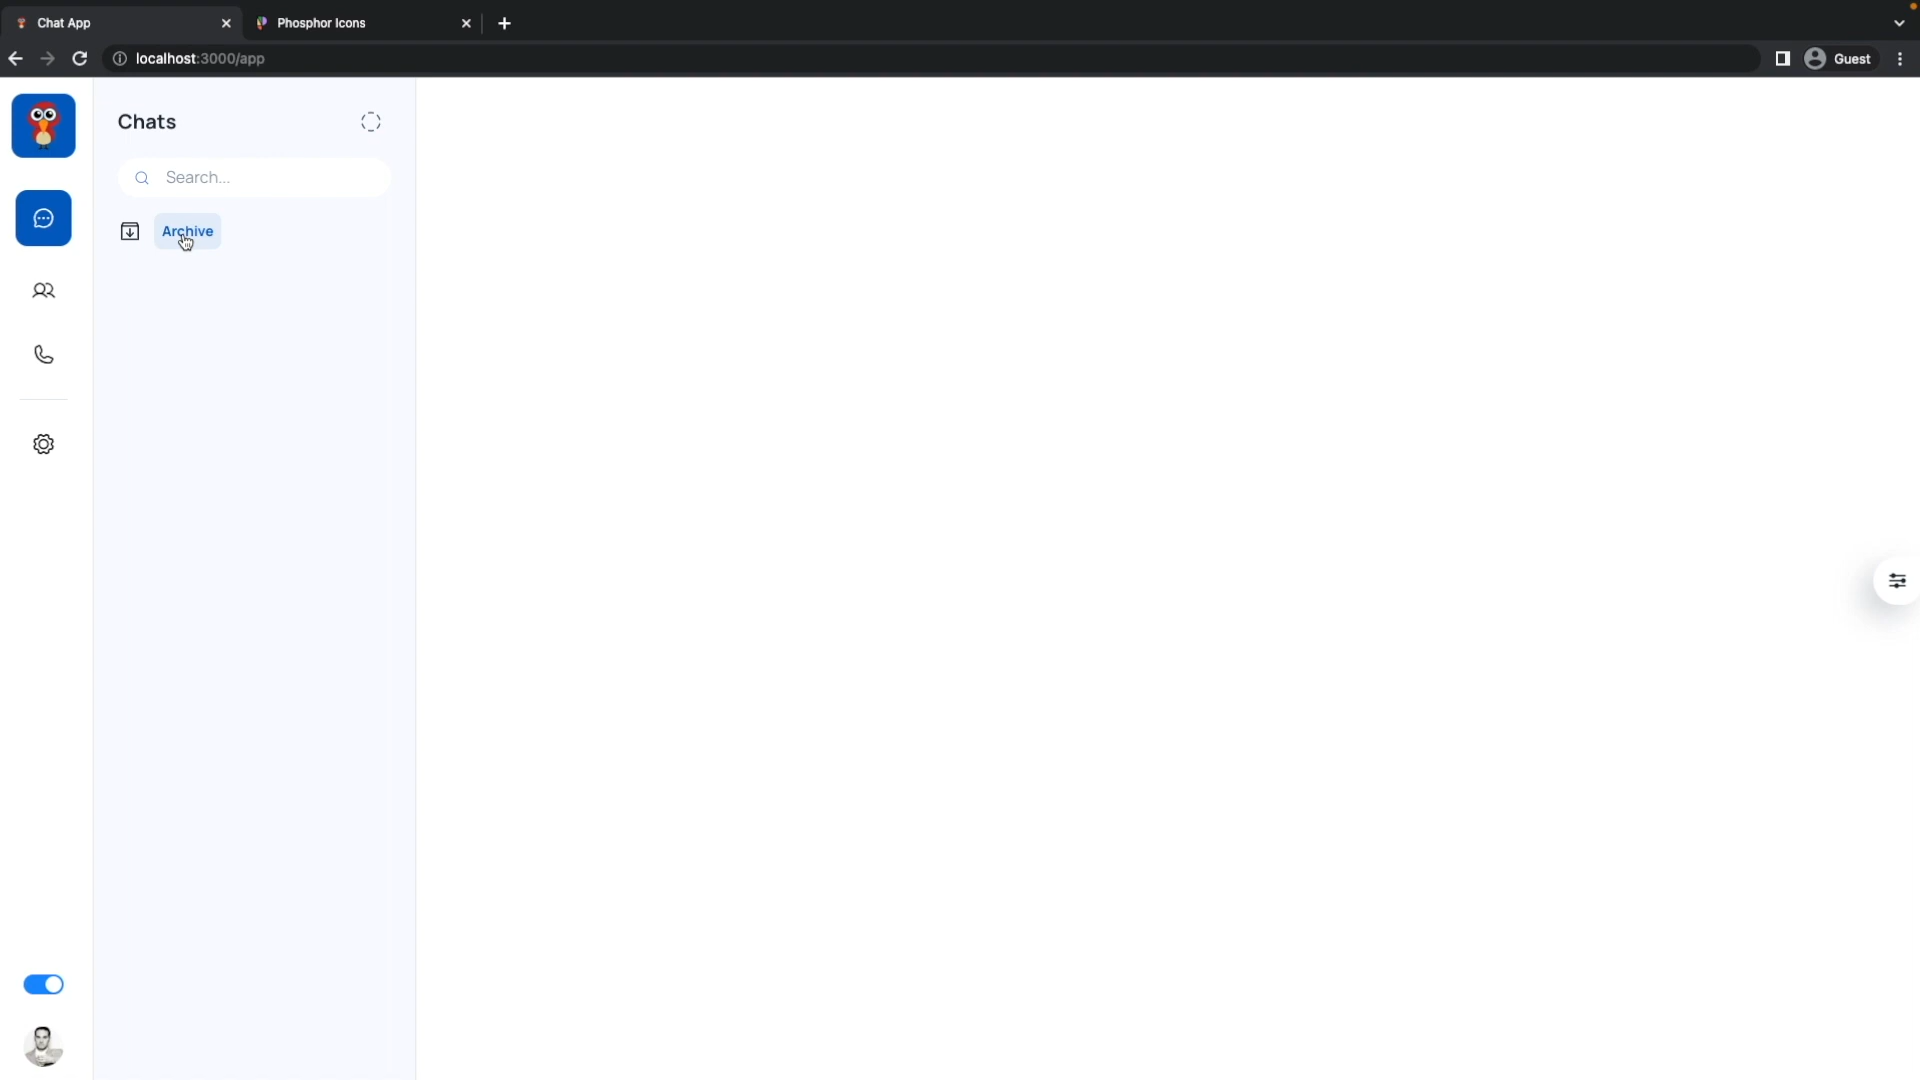 Chat App
Phosphor Icons
localhost:3000/app
Guest
Chats
Search...
Archive